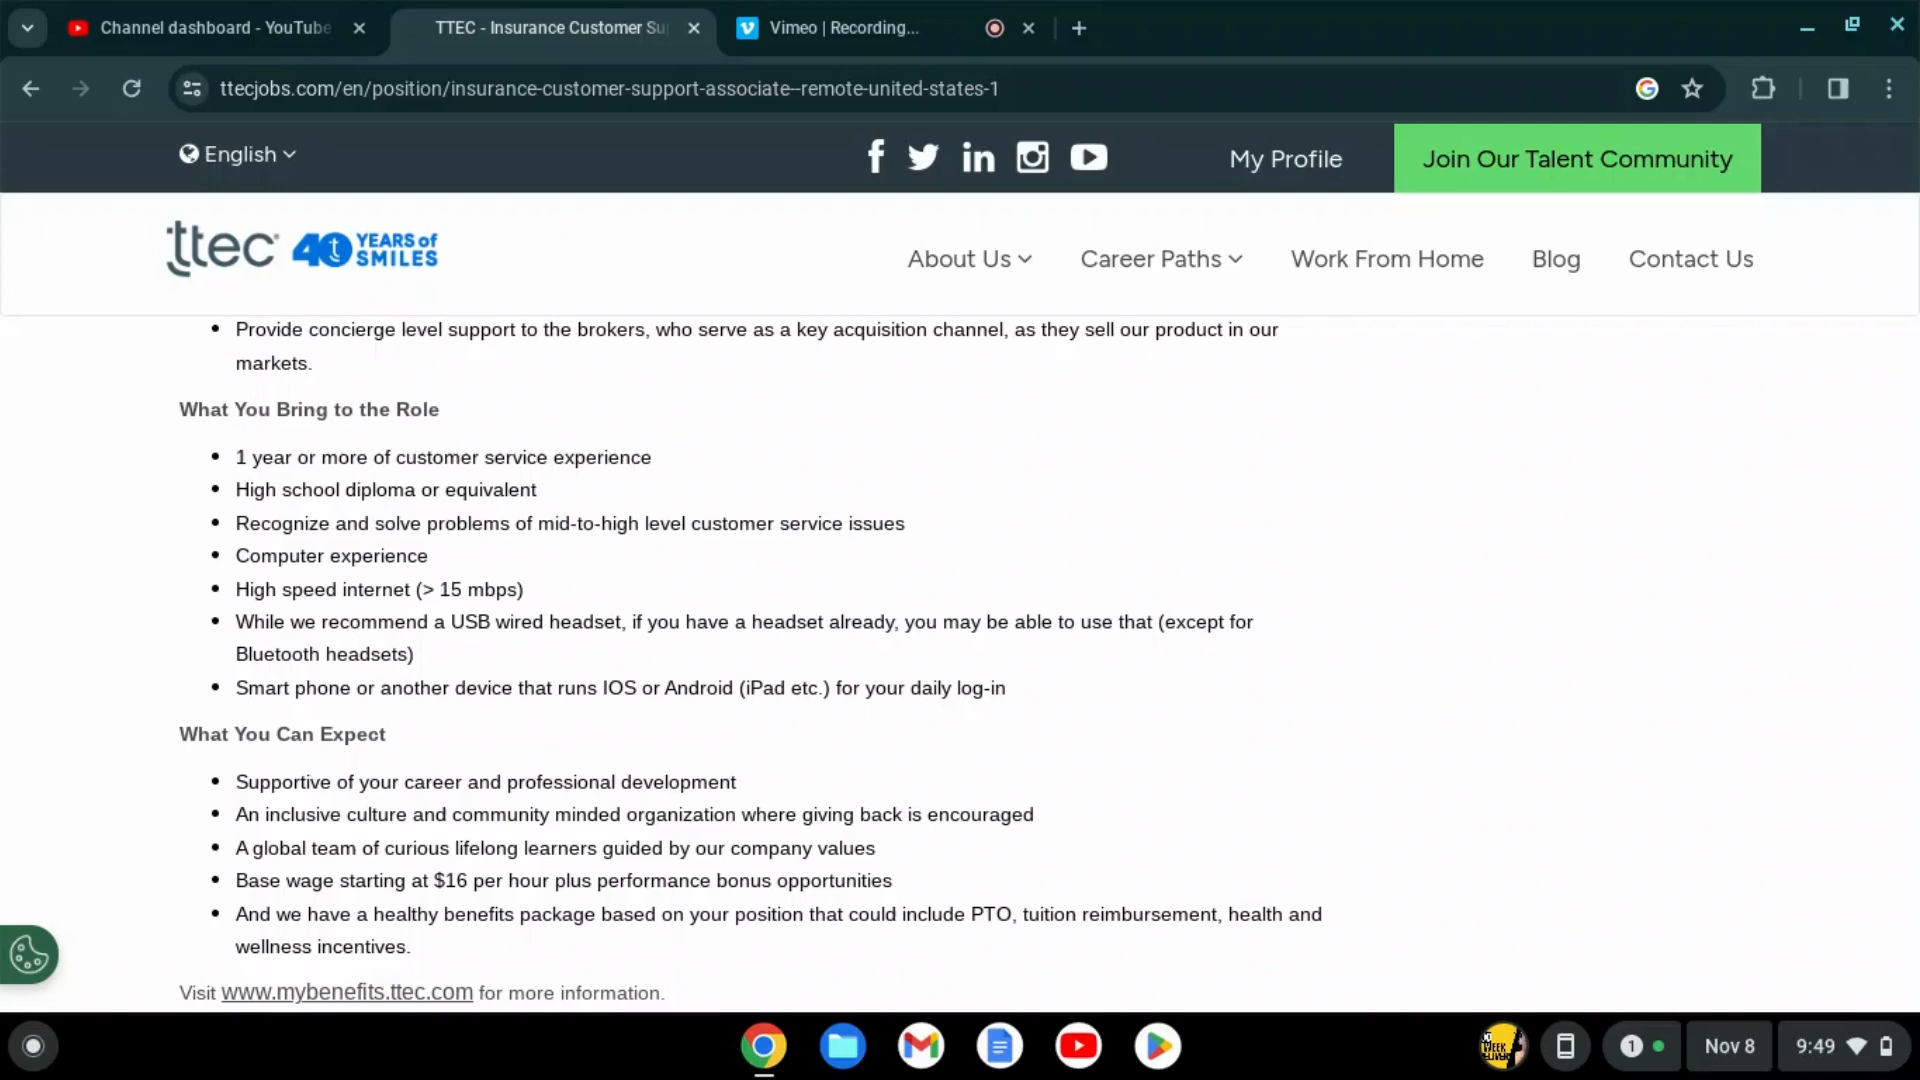 Channel dashboard - YouTube
TTEC - Insurance Customer Su
Vimeo | Recording...
ttecjobs.com/en/position/insurance-customer-support-associate--remote-united-states-1
English
My Profile
Join Our Talent Community
ttec 40 YEARS of SMILES
About Us
Career Paths
Work From Home
Blog
Contact Us
• Provide concierge level support to the brokers, who serve as a key acquisition channel, as they sell our product in our
markets.
What You Bring to the Role
• 1 year or more of customer service experience
• High school diploma or equivalent
• Recognize and solve problems of mid-to-high level customer service issues
• Computer experience
• High speed internet (> 15 mbps)
• While we recommend a USB wired headset, if you have a headset already, you may be able to use that (except for
Bluetooth headsets)
• Smart phone or another device that runs IOS or Android (iPad etc.) for your daily log-in
What You Can Expect
• Supportive of your career and professional development
• An inclusive culture and community minded organization where giving back is encouraged
• A global team of curious lifelong learners guided by our company values
• Base wage starting at $16 per hour plus performance bonus opportunities
• And we have a healthy benefits package based on your position that could include PTO, tuition reimbursement, health and
wellness incentives.
Visit www.mybenefits.ttec.com for more information.
1
Nov 8
9:49